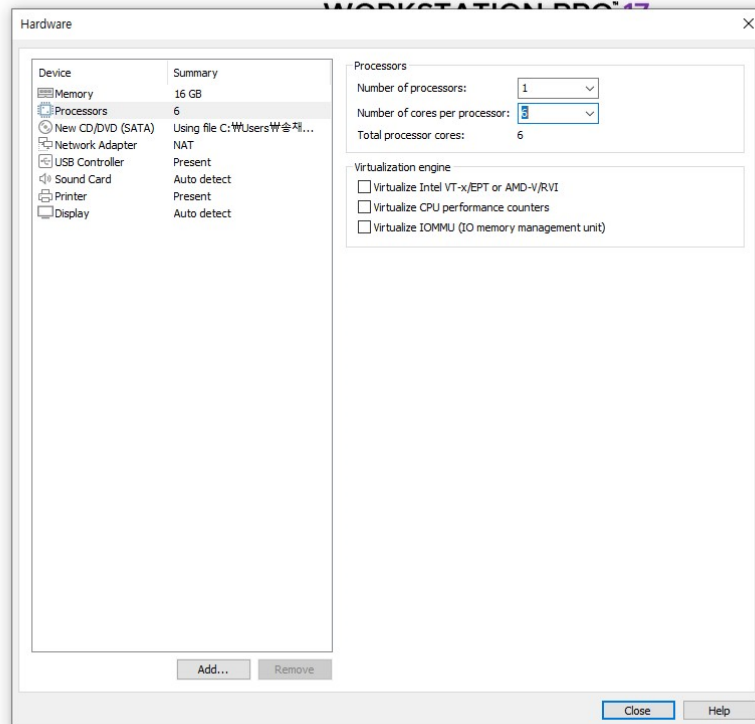 WORKSTATION PRO™ 17
Hardware
Device Summary
Memory 16 GB
Processors 6
New CD/DVD (SATA) Using file C:₩Users₩송재...
Network Adapter NAT
USB Controller Present
Sound Card Auto detect
Printer Present
Display Auto detect
Add... Remove
Processors
Number of processors: 1
Number of cores per processor: 6
Total processor cores: 6
Virtualization engine
Virtualize Intel VT-x/EPT or AMD-V/RVI
Virtualize CPU performance counters
Virtualize IOMMU (IO memory management unit)
Close Help